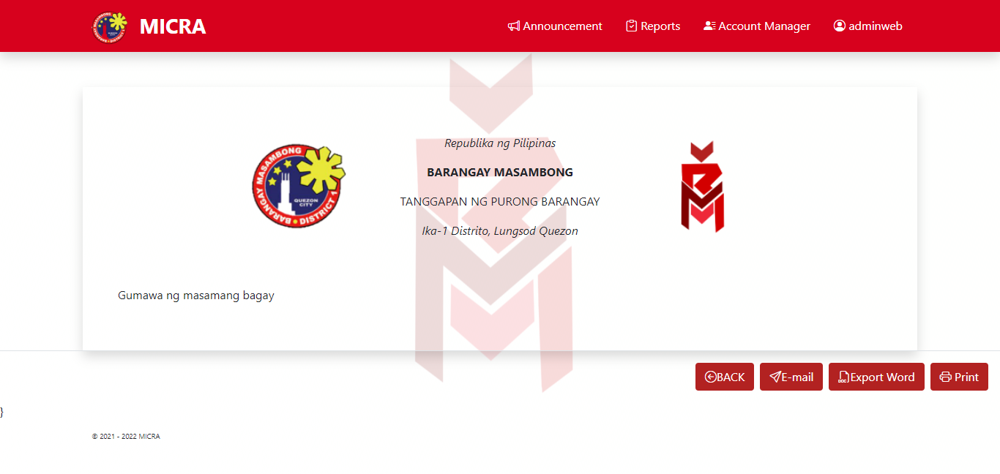 MICRA
Announcement
Reports
Account Manager
adminweb
BARANGAY MASAMBONG
QUEZON CITY
DISTRICT 1
Republika ng Pilipinas
BARANGAY MASAMBONG
TANGGAPAN NG PURONG BARANGAY
Ika-1 Distrito, Lungsod Quezon
Gumawa ng masamang bagay
BACK
E-mail
Export Word
Print
}
© 2021 - 2022 MICRA